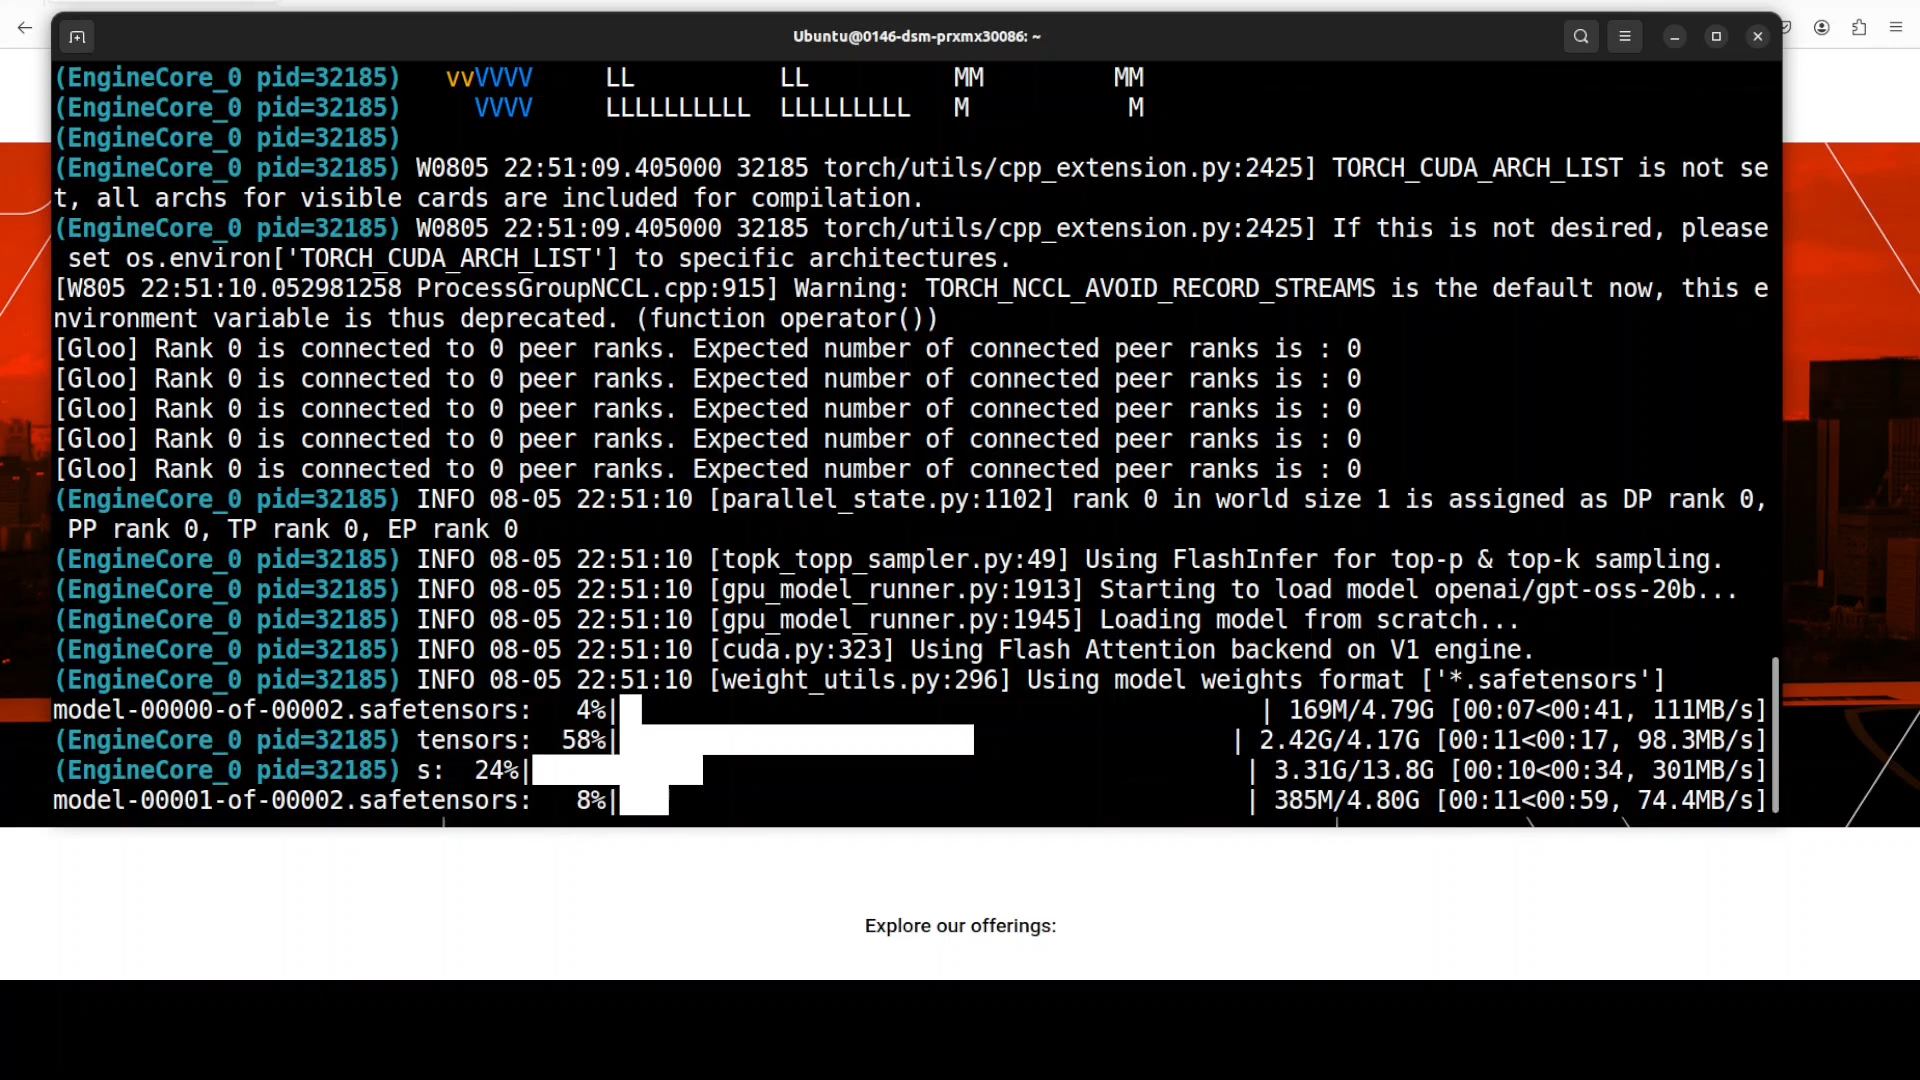 Ubuntu@0146-dsm-prxmx30086: ~
(EngineCore_0 pid=32185)   vvVVVV     LL          LL          MM         MM
(EngineCore_0 pid=32185)     VVVV     LLLLLLLLLL  LLLLLLLLL   M           M
(EngineCore_0 pid=32185)
(EngineCore_0 pid=32185) W0805 22:51:09.405000 32185 torch/utils/cpp_extension.py:2425] TORCH_CUDA_ARCH_LIST is not se
t, all archs for visible cards are included for compilation.
(EngineCore_0 pid=32185) W0805 22:51:09.405000 32185 torch/utils/cpp_extension.py:2425] If this is not desired, please
 set os.environ['TORCH_CUDA_ARCH_LIST'] to specific architectures.
[W805 22:51:10.052981258 ProcessGroupNCCL.cpp:915] Warning: TORCH_NCCL_AVOID_RECORD_STREAMS is the default now, this e
nvironment variable is thus deprecated. (function operator())
[Gloo] Rank 0 is connected to 0 peer ranks. Expected number of connected peer ranks is : 0
[Gloo] Rank 0 is connected to 0 peer ranks. Expected number of connected peer ranks is : 0
[Gloo] Rank 0 is connected to 0 peer ranks. Expected number of connected peer ranks is : 0
[Gloo] Rank 0 is connected to 0 peer ranks. Expected number of connected peer ranks is : 0
[Gloo] Rank 0 is connected to 0 peer ranks. Expected number of connected peer ranks is : 0
(EngineCore_0 pid=32185) INFO 08-05 22:51:10 [parallel_state.py:1102] rank 0 in world size 1 is assigned as DP rank 0,
 PP rank 0, TP rank 0, EP rank 0
(EngineCore_0 pid=32185) INFO 08-05 22:51:10 [topk_topp_sampler.py:49] Using FlashInfer for top-p & top-k sampling.
(EngineCore_0 pid=32185) INFO 08-05 22:51:10 [gpu_model_runner.py:1913] Starting to load model openai/gpt-oss-20b...
(EngineCore_0 pid=32185) INFO 08-05 22:51:10 [gpu_model_runner.py:1945] Loading model from scratch...
(EngineCore_0 pid=32185) INFO 08-05 22:51:10 [cuda.py:323] Using Flash Attention backend on V1 engine.
(EngineCore_0 pid=32185) INFO 08-05 22:51:10 [weight_utils.py:296] Using model weights format ['*.safetensors']
model-00000-of-00002.safetensors:   4%| | 169M/4.79G [00:07<00:41, 111MB/s]
(EngineCore_0 pid=32185) tensors:  58%| | 2.42G/4.17G [00:11<00:17, 98.3MB/s]
(EngineCore_0 pid=32185) s:  24%| | 3.31G/13.8G [00:10<00:34, 301MB/s]
model-00001-of-00002.safetensors:   8%| | 385M/4.80G [00:11<00:59, 74.4MB/s]
Explore our offerings: